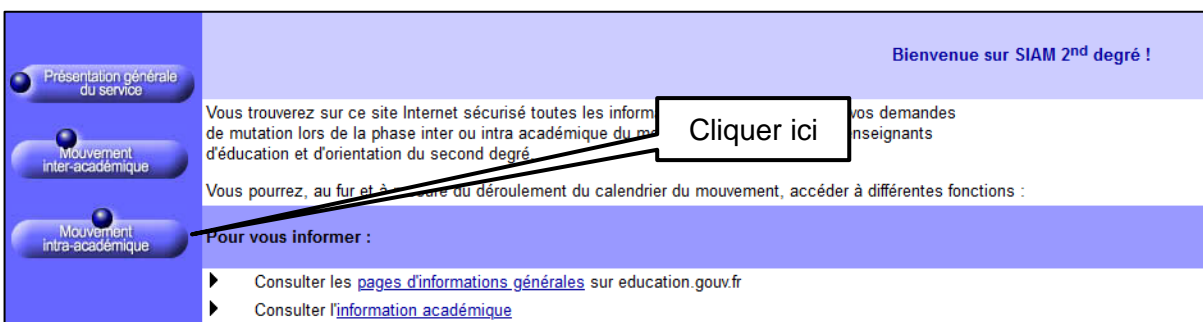 Bienvenue sur SIAM 2nd degré !
Présentation générale
du service
Mouvement
inter-académique
Mouvement
intra-académique
Vous trouverez sur ce site Internet sécurisé toutes les vos demandes
de mutation lors de la phase inter ou intra académique du enseignants
d'éducation et d'orientation du second degré.
Cliquer ici
Vous pourrez, au fur et à du déroulement du calendrier du mouvement, accéder à différentes fonctions :
Pour vous informer :
Consulter les pages d'informations générales sur education.gouv.fr
Consulter l'information académique